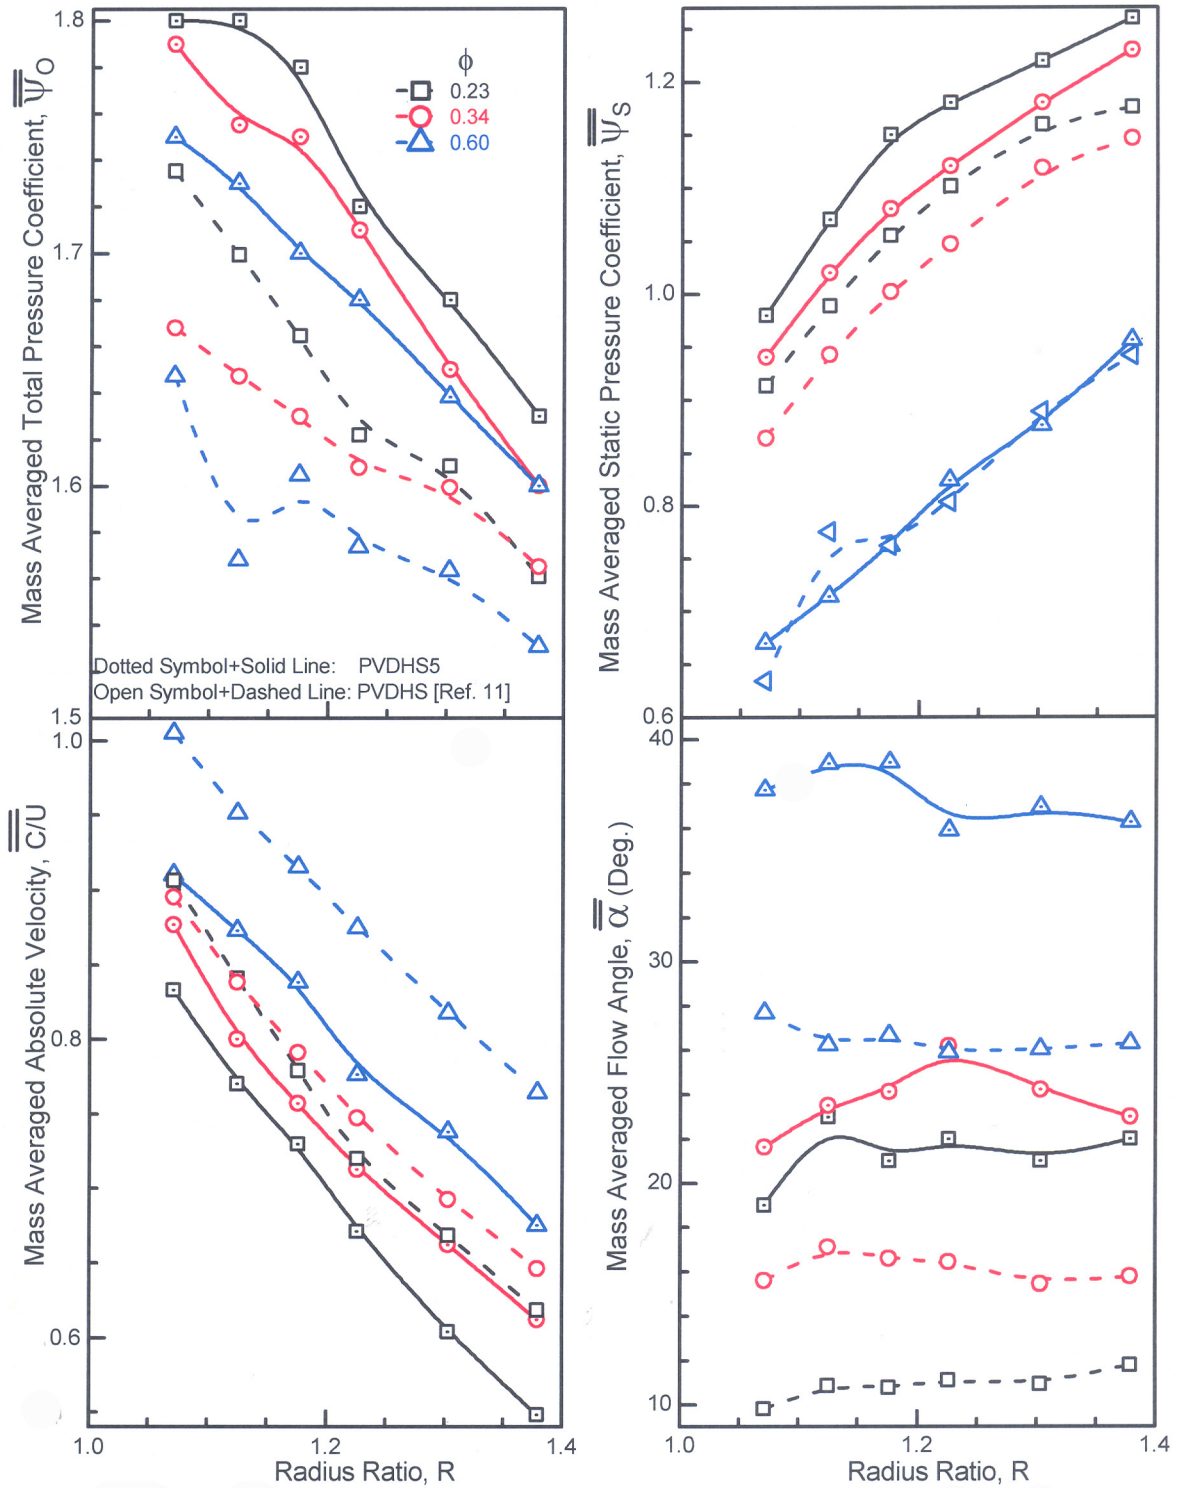 Mass Averaged Total Pressure Coefficient, ψ̿_O
1.8
1.7
1.6
1.5
ϕ
0.23
0.34
0.60
Dotted Symbol+Solid Line: PVDHS5
Open Symbol+Dashed Line: PVDHS [Ref. 11]
Mass Averaged Static Pressure Coefficient, ψ̿_S
1.2
1.0
0.8
0.6
Mass Averaged Absolute Velocity, C/U
1.0
0.8
0.6
1.0
1.2
1.4
Radius Ratio, R
Mass Averaged Flow Angle, α̿ (Deg.)
40
30
20
10
1.0
1.2
1.4
Radius Ratio, R